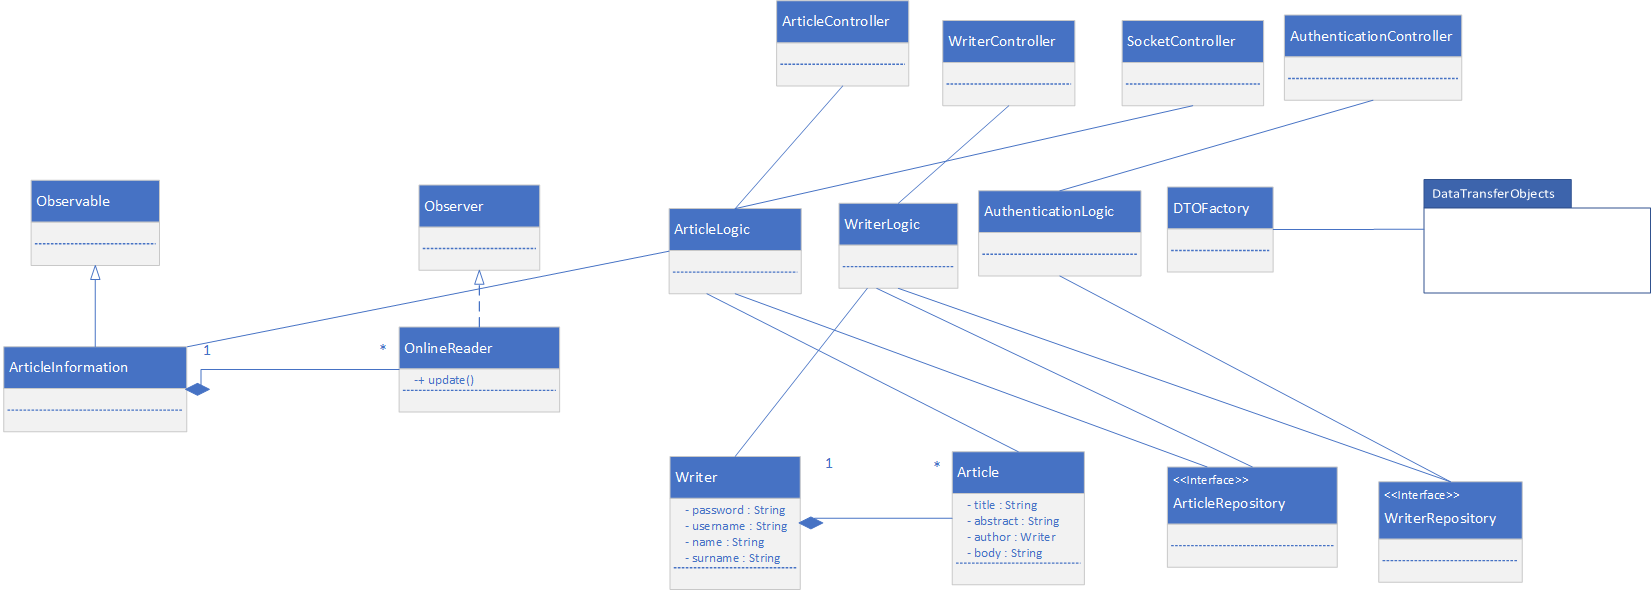 ArticleController
WriterController
SocketController
AuthenticationController
Observable
Observer
ArticleLogic
WriterLogic
AuthenticationLogic
DTOFactory
DataTransferObjects
ArticleInformation
1
*
OnlineReader
-+ update()
Writer
- password : String
- username : String
- name : String
- surname : String
1
*
Article
- title : String
- abstract : String
- author : Writer
- body : String
<<Interface>>
ArticleRepository
<<Interface>>
WriterRepository